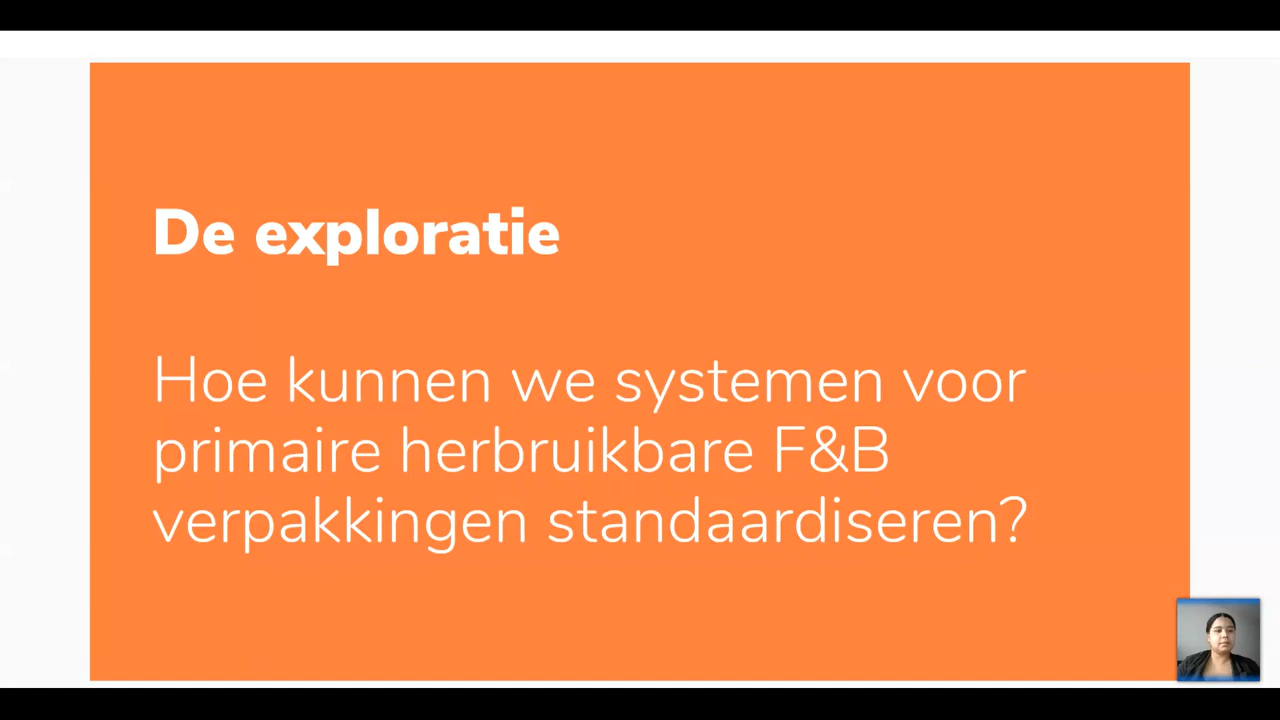 De exploratie
Hoe kunnen we systemen voor
primaire herbruikbare F&B
verpakkingen standaardiseren?